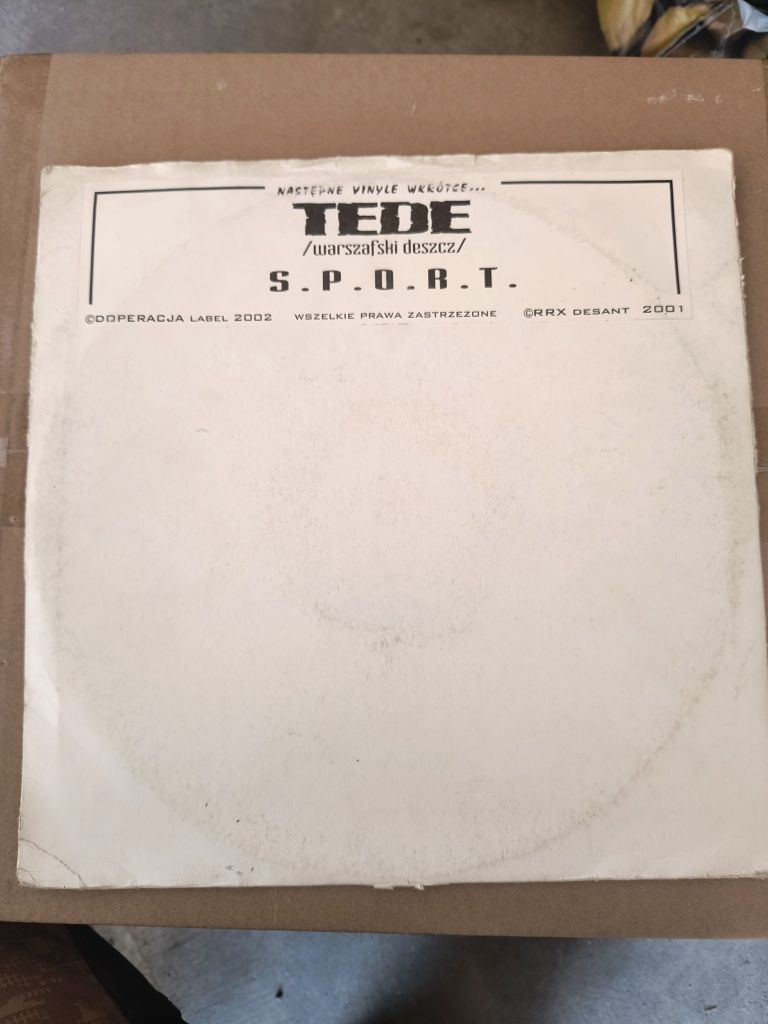 NASTĘPNE VINYLE WKRÓTCE...
TEDE
/warszafski deszcz/
S.P.O.R.T.
©DOPERACJA LABEL 2002 WSZELKIE PRAWA ZASTRZEZONE ©RRX DESANT 2001